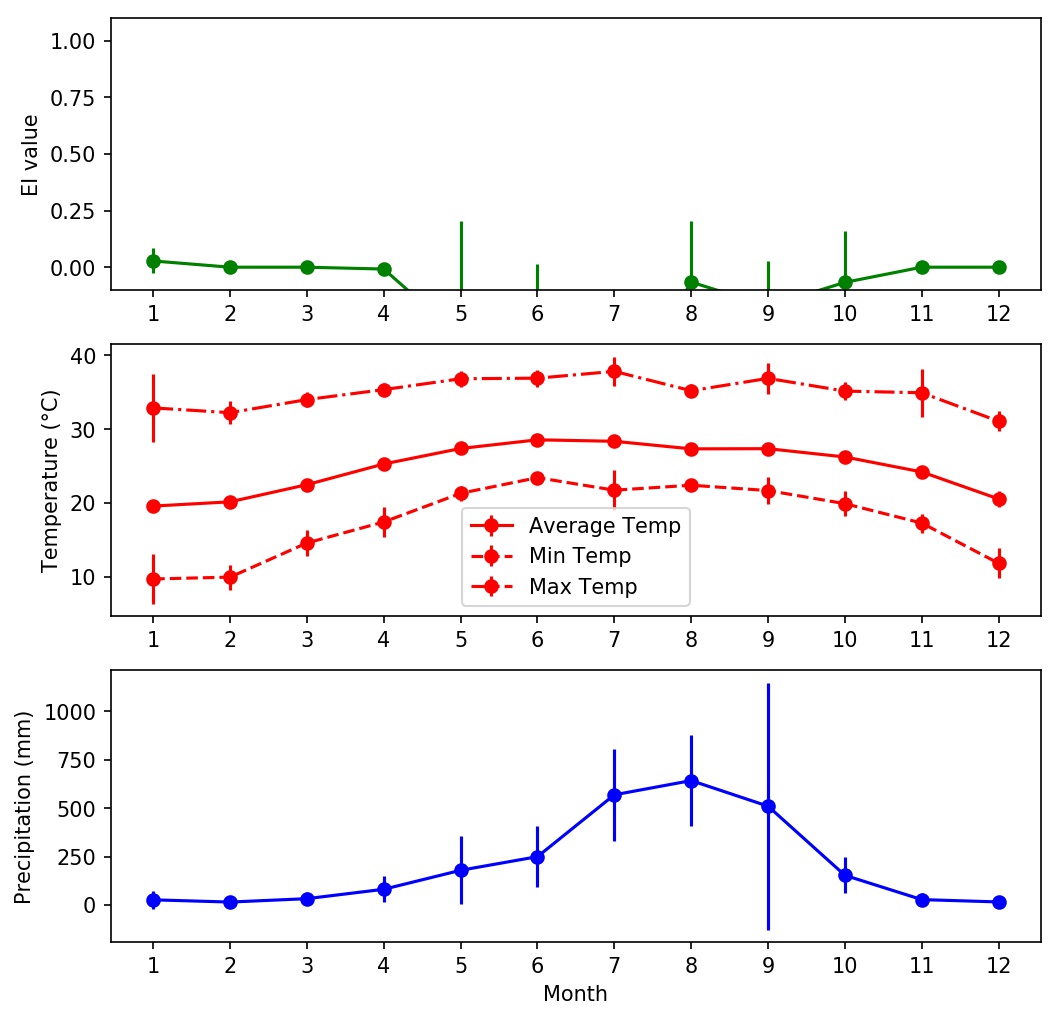 1.00
0.75
0.50
0.25
0.00
EI value
1 2 3 4 5 6 7 8 9 10 11 12
40
30
20
10
Temperature (°C)
Average Temp
Min Temp
Max Temp
1 2 3 4 5 6 7 8 9 10 11 12
1000
750
500
250
0
Precipitation (mm)
1 2 3 4 5 6 7 8 9 10 11 12
Month